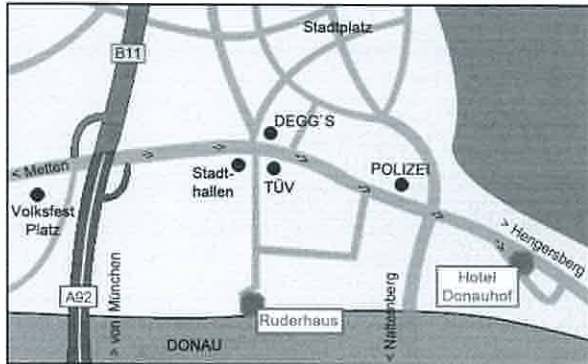 Stadtplatz
B11
DEGG´S
< Metten
Stadt-
hallen
TÜV
POLIZEI
Volksfest
Platz
> Hengersberg
Hotel
Donauhof
A92
> von München
Ruderhaus
< Natternberg
DONAU